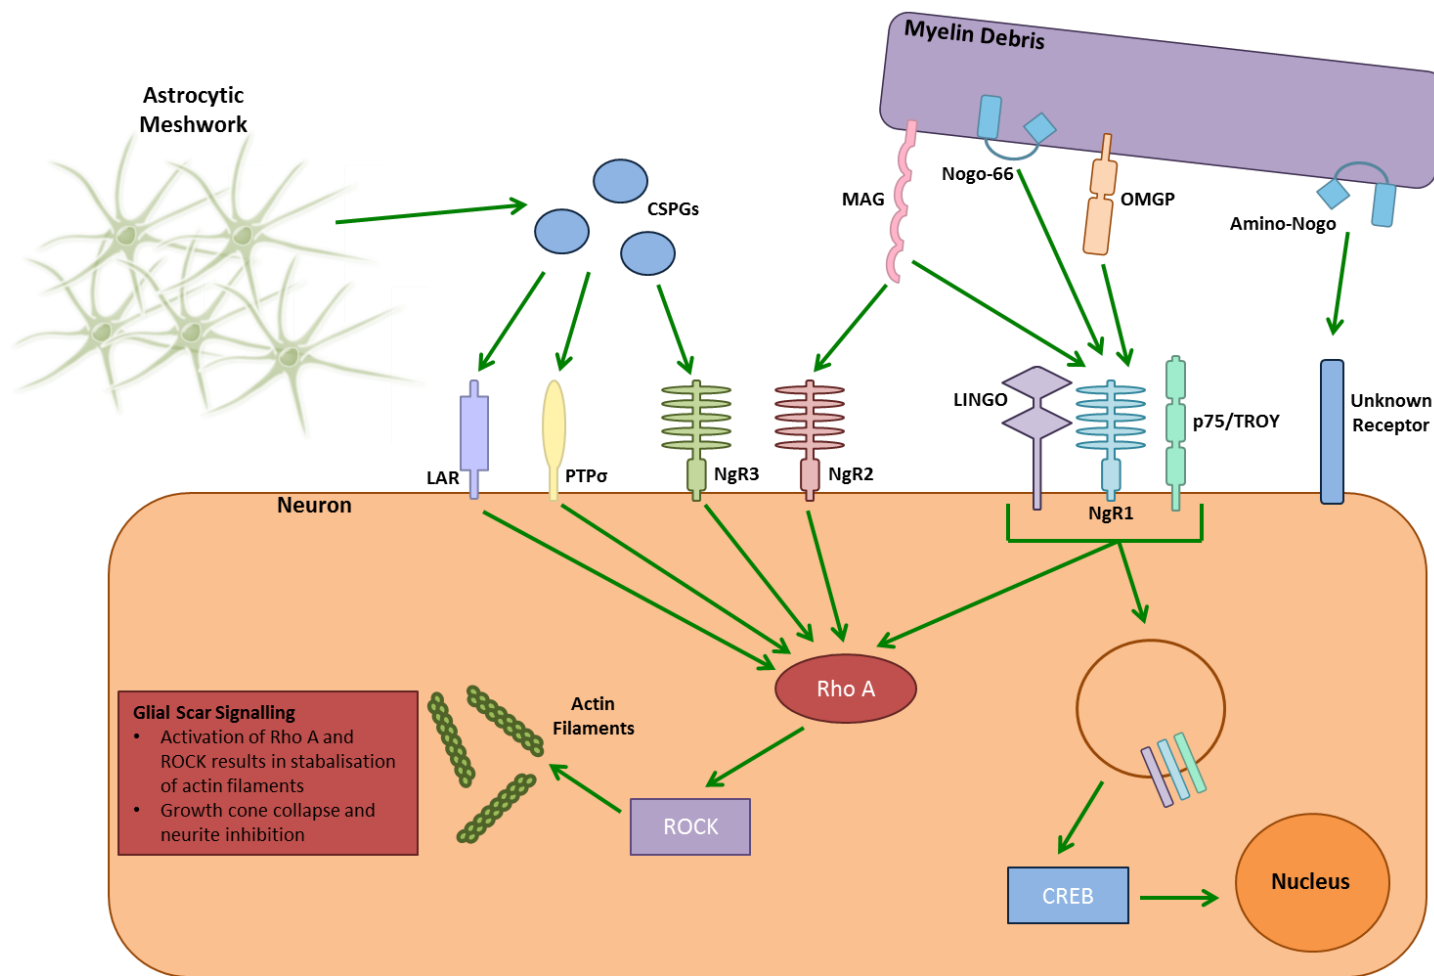 Myelin Debris
Astrocytic
Meshwork
CSPGs
MAG
Nogo-66
OMGP
Amino-Nogo
LINGO
p75/TROY
Unknown
Receptor
LAR
PTPσ
NgR3
NgR2
NgR1
Neuron
Rho A
Actin
Filaments
Glial Scar Signalling
• Activation of Rho A and
ROCK results in stabalisation
of actin filaments
• Growth cone collapse and
neurite inhibition
ROCK
CREB
Nucleus